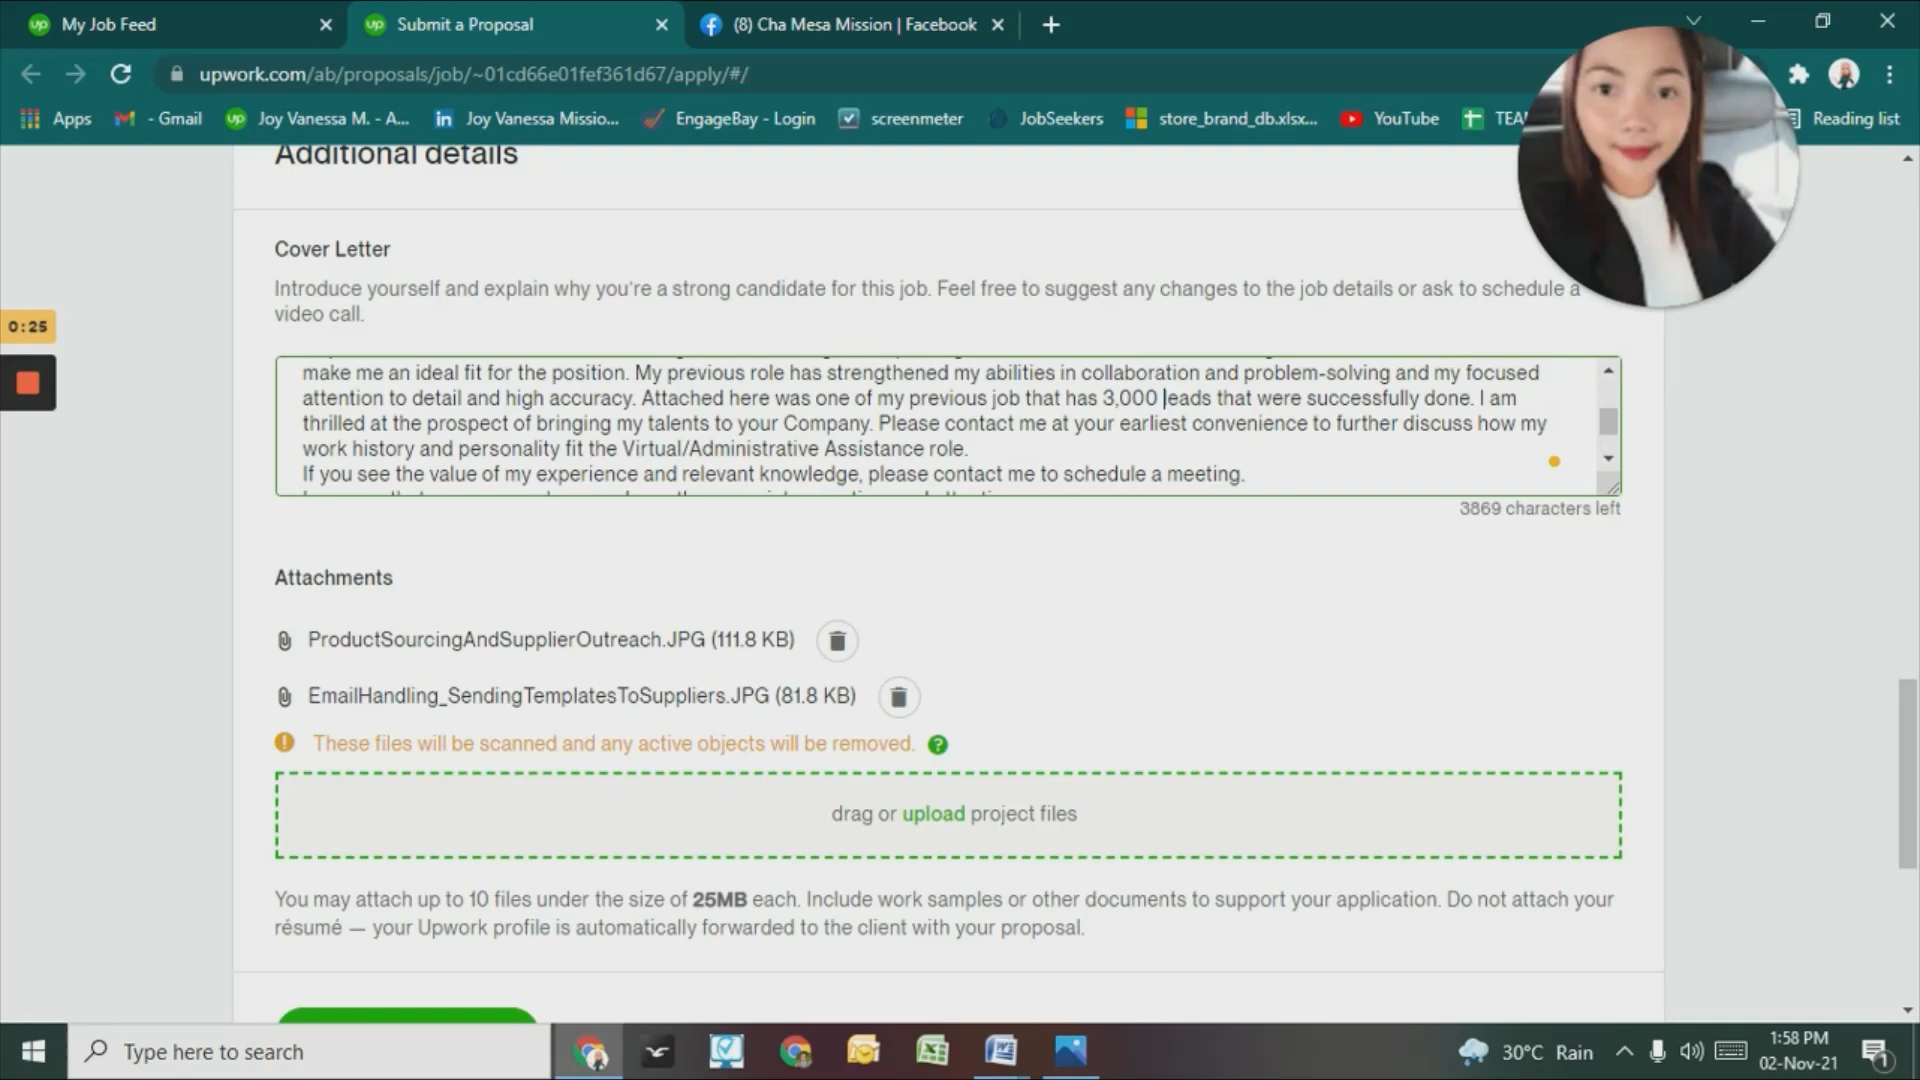 My Job Feed
Submit a Proposal
(8) Cha Mesa Mission | Facebook
upwork.com/ab/proposals/job/~01cd66e01fef361d67/apply/#/
Apps
- Gmail
Joy Vanessa M. - A...
Joy Vanessa Missio...
EngageBay - Login
screenmeter
JobSeekers
store_brand_db.xlsx...
YouTube
Reading list
Additional details
Cover Letter
Introduce yourself and explain why you're a strong candidate for this job. Feel free to suggest any changes to the job details or ask to schedule a
video call.
0:25
make me an ideal fit for the position. My previous role has strengthened my abilities in collaboration and problem-solving and my focused
attention to detail and high accuracy. Attached here was one of my previous job that has 3,000 leads that were successfully done. I am
thrilled at the prospect of bringing my talents to your Company. Please contact me at your earliest convenience to further discuss how my
work history and personality fit the Virtual/Administrative Assistance role.
If you see the value of my experience and relevant knowledge, please contact me to schedule a meeting.
3869 characters left
Attachments
ProductSourcingAndSupplierOutreach.JPG (111.8 KB)
EmailHandling_SendingTemplatesToSuppliers.JPG (81.8 KB)
These files will be scanned and any active objects will be removed.
drag or upload project files
You may attach up to 10 files under the size of 25MB each. Include work samples or other documents to support your application. Do not attach your
résumé — your Upwork profile is automatically forwarded to the client with your proposal.
Type here to search
30°C Rain
1:58 PM
02-Nov-21
1